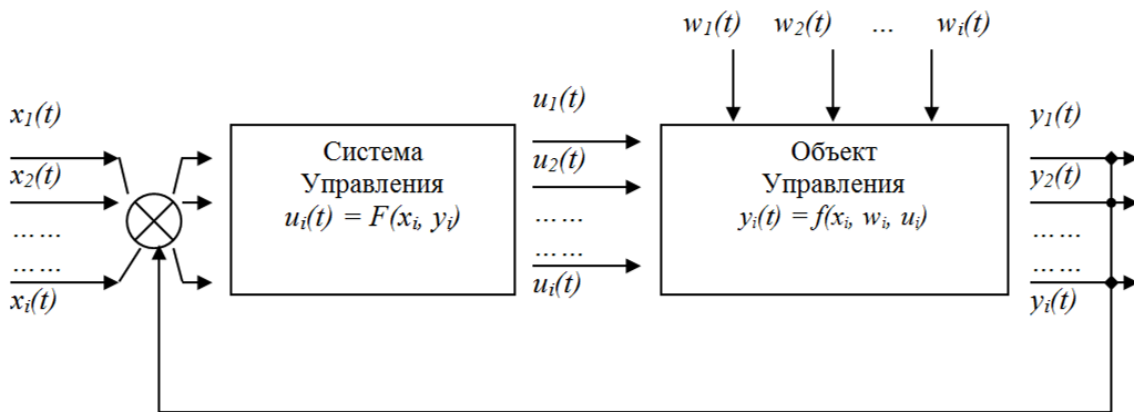 w₁(t) w₂(t) ... wᵢ(t)
x₁(t)
x₂(t)
... ...
... ...
xᵢ(t)
Система
Управления
uᵢ(t) = F(xᵢ, yᵢ)
u₁(t)
u₂(t)
... ...
... ...
uᵢ(t)
Объект
Управления
yᵢ(t) = f(xᵢ, wᵢ, uᵢ)
y₁(t)
y₂(t)
... ...
... ...
yᵢ(t)